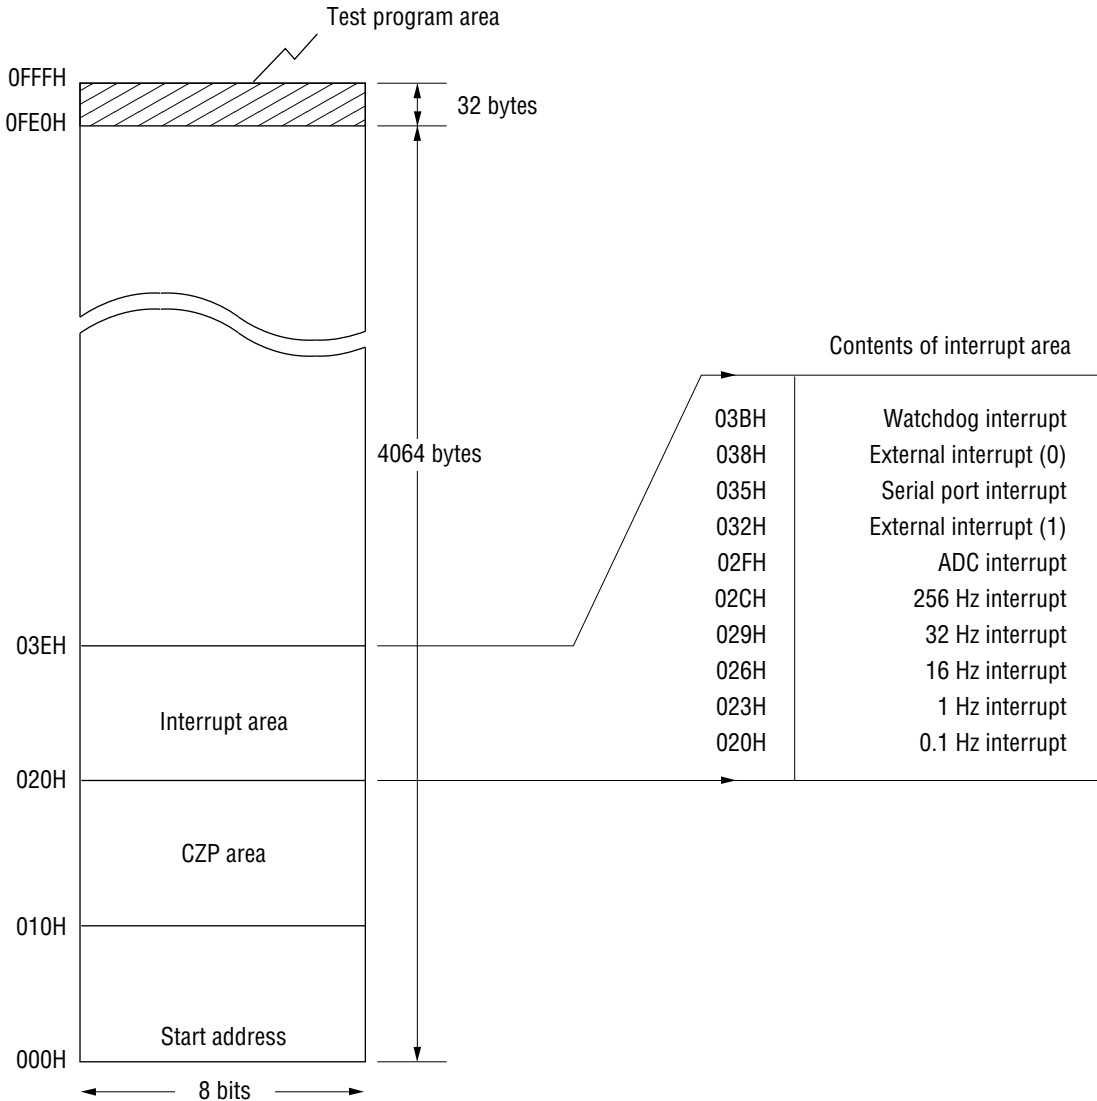 Test program area
0FFFH
32 bytes
0FE0H
Contents of interrupt area
03BH Watchdog interrupt
038H External interrupt (0)
4064 bytes
035H Serial port interrupt
032H External interrupt (1)
02FH ADC interrupt
02CH 256 Hz interrupt
029H 32 Hz interrupt
03EH
026H 16 Hz interrupt
023H 1 Hz interrupt
Interrupt area
020H 0.1 Hz interrupt
020H
CZP area
010H
Start address
000H
8 bits